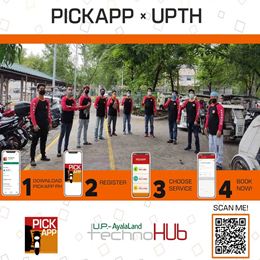 PICKAPP × UPTH
1 DOWNLOAD PICKAPP PH
2 REGISTER
3 CHOOSE SERVICE
4 BOOK NOW!
SCAN ME!
PICK APP
U.P.-AyalaLand
TechnoHub